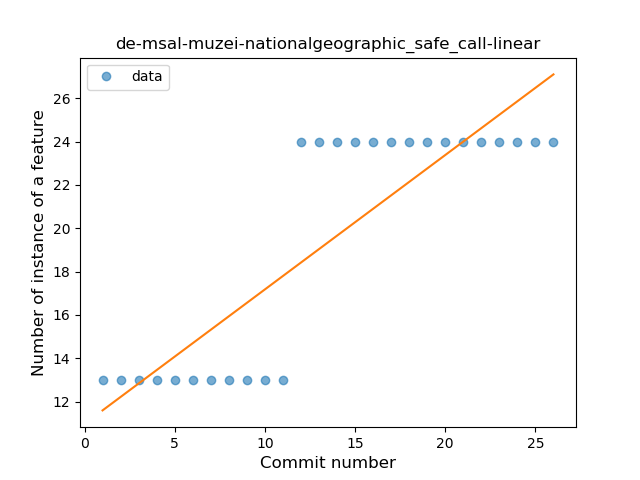 de-msal-muzei-nationalgeographic_safe_call-linear
data
Number of instance of a feature
26
24
22
20
18
16
14
12
0 5 10 15 20 25
Commit number